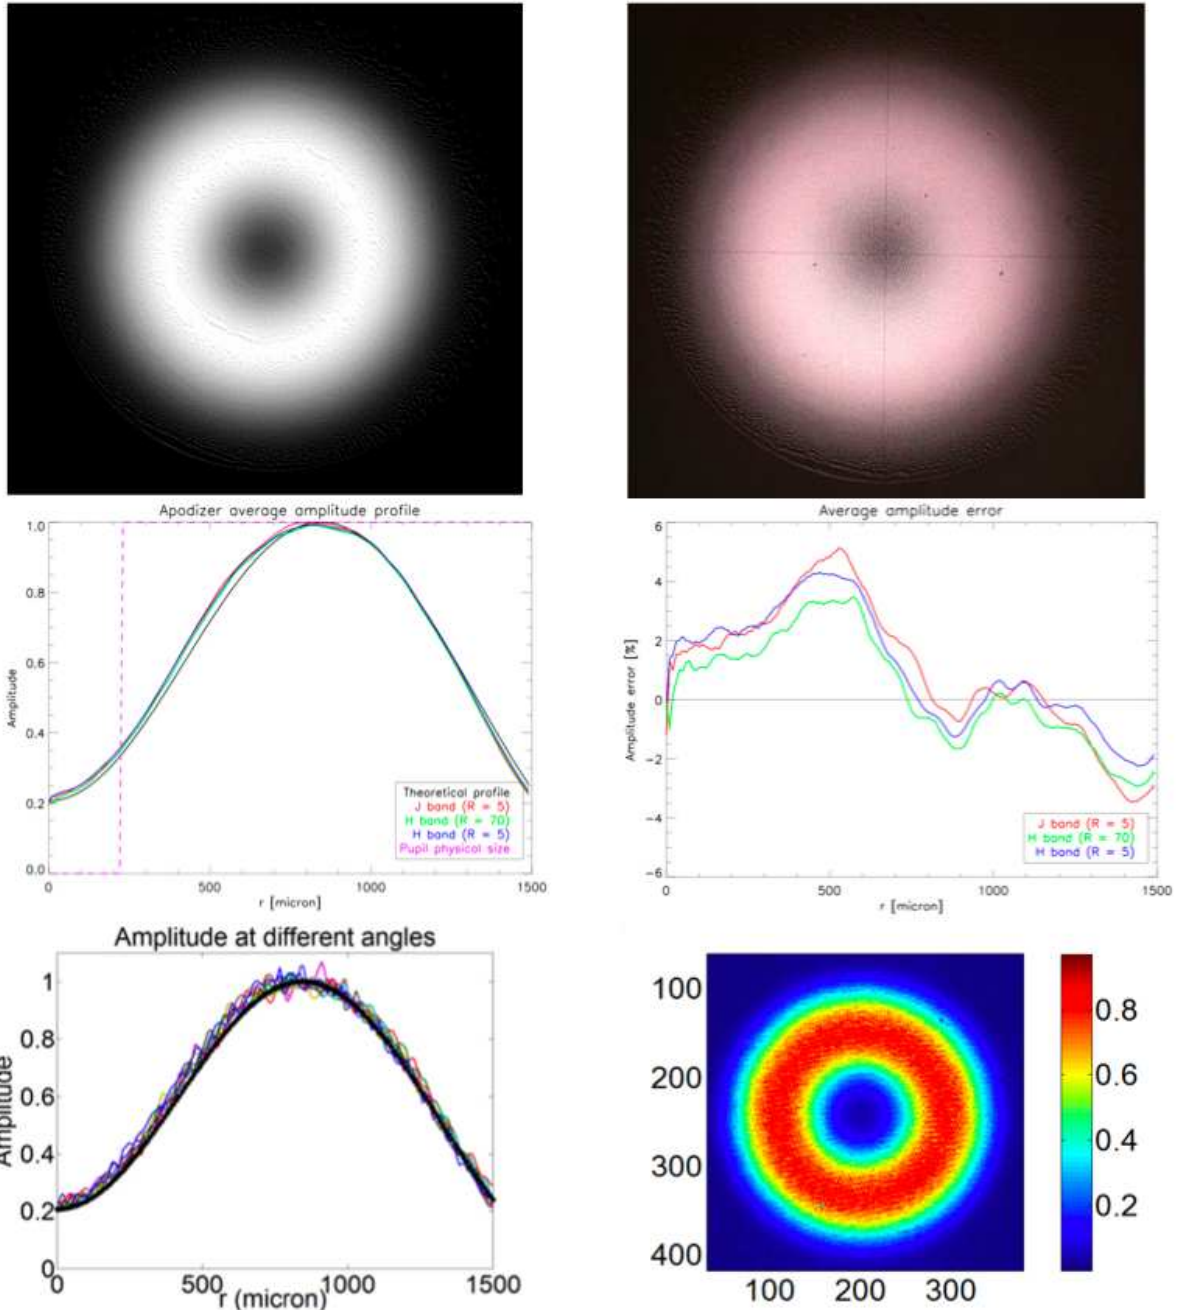 Apodizer average amplitude profile
1.0
0.8
0.6
0.4
0.2
0.0
Amplitude
0 500 1000 1500
r [micron]
Theoretical profile
J band (R = 5)
H band (R = 70)
H band (R = 5)
Pupil physical size
Average amplitude error
6
4
2
0
-2
-4
-6
Amplitude error [%]
0 500 1000 1500
r [micron]
J band (R = 5)
H band (R = 70)
H band (R = 5)
Amplitude at different angles
1
0.8
0.6
0.4
0.2
0
Amplitude
0 500 1000 1500
r (micron)
100
200
300
400
100 200 300
0.8
0.6
0.4
0.2